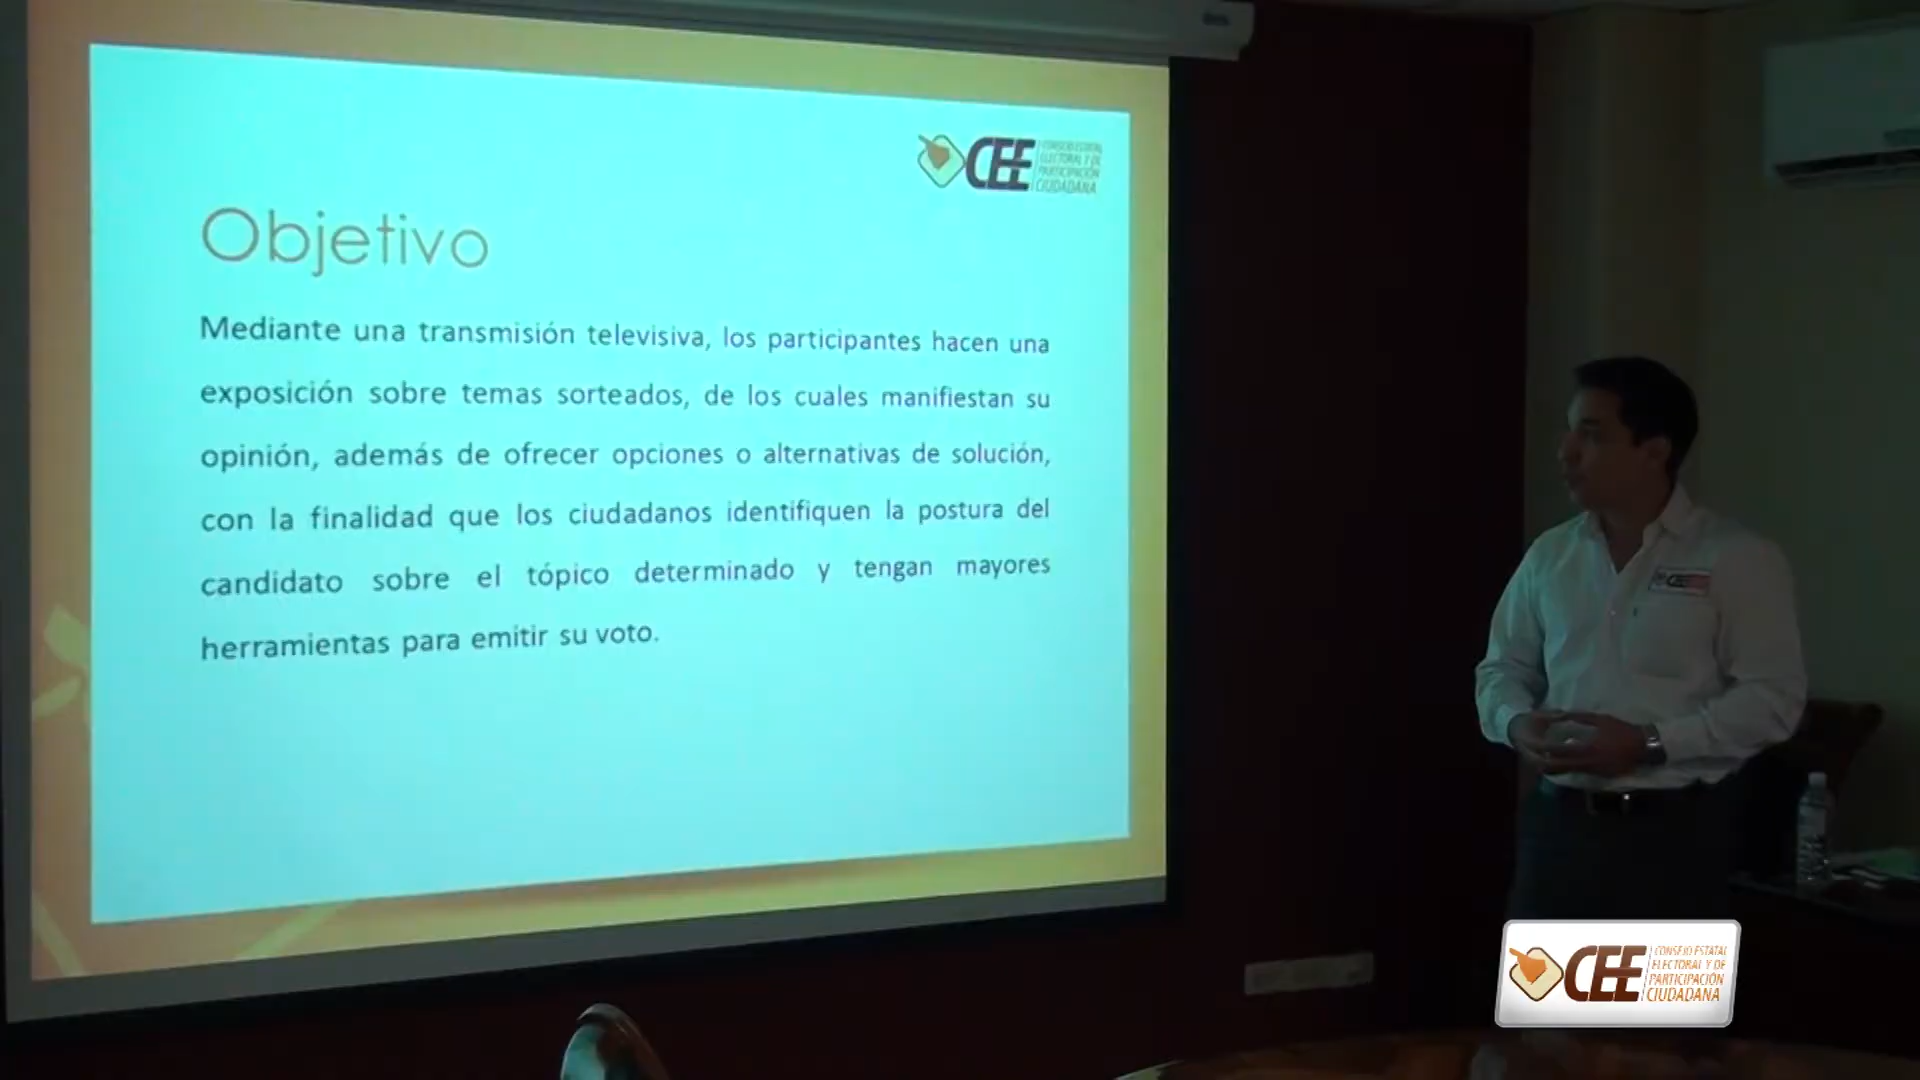 CEE
CONSEJO ESTATAL
ELECTORAL Y DE
PARTICIPACIÓN
CIUDADANA
Objetivo
Mediante una transmisión televisiva, los participantes hacen una
exposición sobre temas sorteados, de los cuales manifiestan su
opinión, además de ofrecer opciones o alternativas de solución,
con la finalidad que los ciudadanos identifiquen la postura del
candidato sobre el tópico determinado y tengan mayores
herramientas para emitir su voto.
CEE
CEE
CONSEJO ESTATAL
ELECTORAL Y DE
PARTICIPACIÓN
CIUDADANA